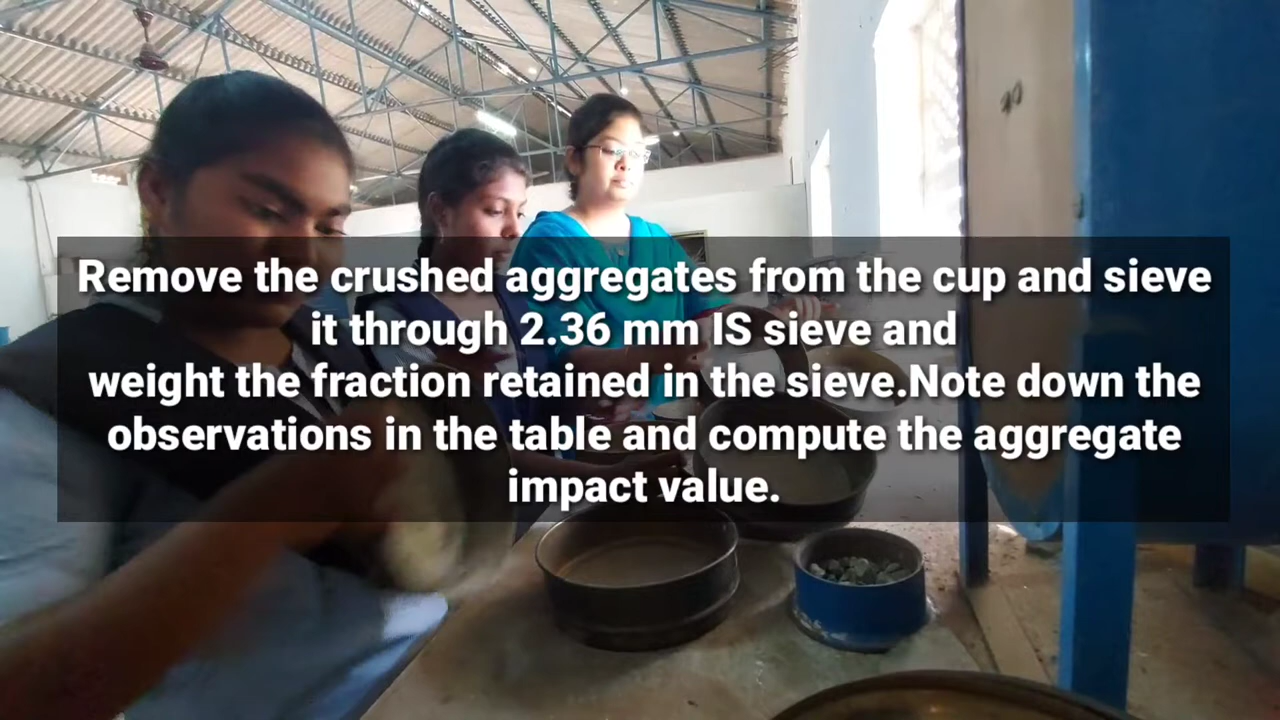 Remove the crushed aggregates from the cup and sieve
it through 2.36 mm IS sieve and
weight the fraction retained in the sieve.Note down the
observations in the table and compute the aggregate
impact value.